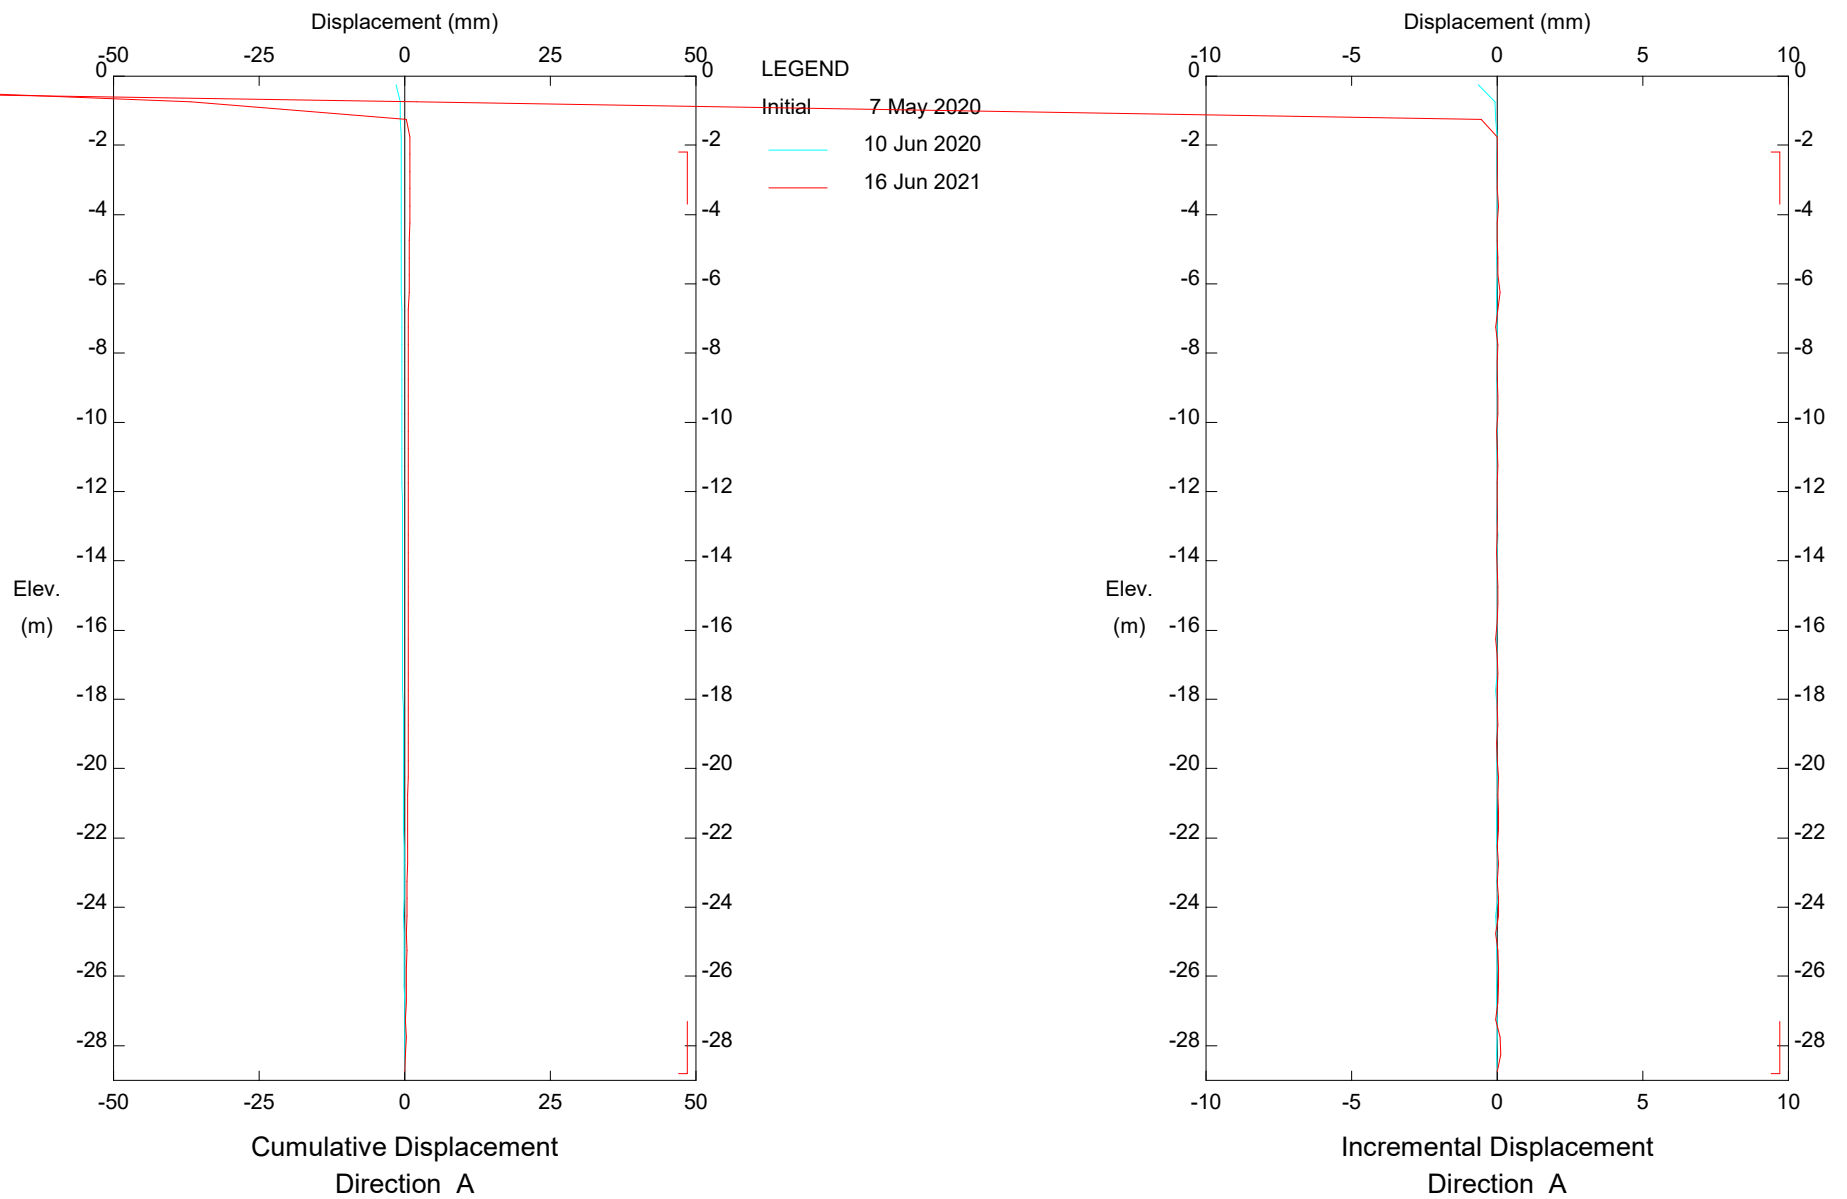 Displacement (mm)
-50 -25 0 25 50
0 0
-2 -2
-4 -4
-6 -6
-8 -8
-10 -10
-12 -12
-14 -14
Elev.
(m)
-16 -16
-18 -18
-20 -20
-22 -22
-24 -24
-26 -26
-28 -28
-50 -25 0 25 50
Cumulative Displacement
Direction A
LEGEND
Initial 7 May 2020
10 Jun 2020
16 Jun 2021
Displacement (mm)
-10 -5 0 5 10
0 0
-2 -2
-4 -4
-6 -6
-8 -8
-10 -10
-12 -12
-14 -14
Elev.
(m)
-16 -16
-18 -18
-20 -20
-22 -22
-24 -24
-26 -26
-28 -28
-10 -5 0 5 10
Incremental Displacement
Direction A